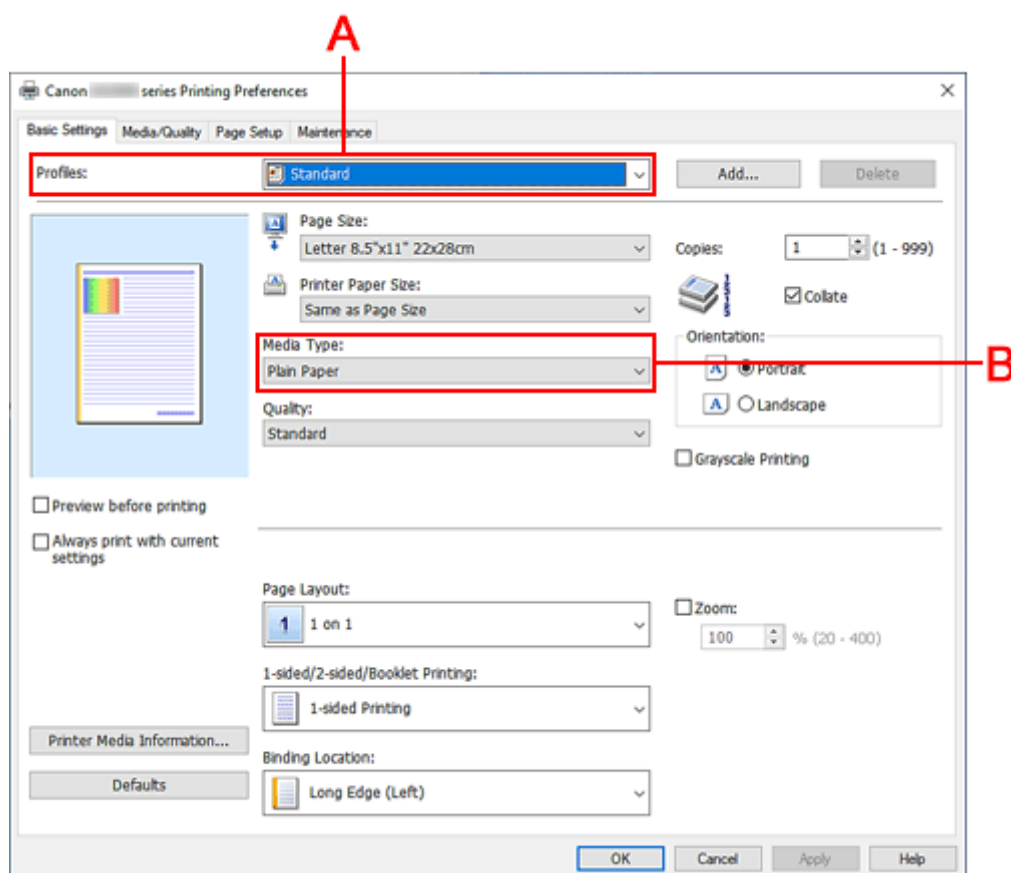 A
Canon series Printing Preferences
Basic Settings Media/Quality Page Setup Maintenance
Profiles: Standard Add... Delete
Page Size:
Letter 8.5"x11" 22x28cm Copies: 1 (1 - 999)
Printer Paper Size:
Same as Page Size Collate
Media Type: Orientation:
Plain Paper Portrait B
Quality: Landscape
Standard
Grayscale Printing
Preview before printing
Always print with current
settings
Page Layout:
1 1 on 1 Zoom:
100 % (20 - 400)
1-sided/2-sided/Booklet Printing:
1-sided Printing
Printer Media Information...
Binding Location:
Defaults Long Edge (Left)
OK Cancel Apply Help